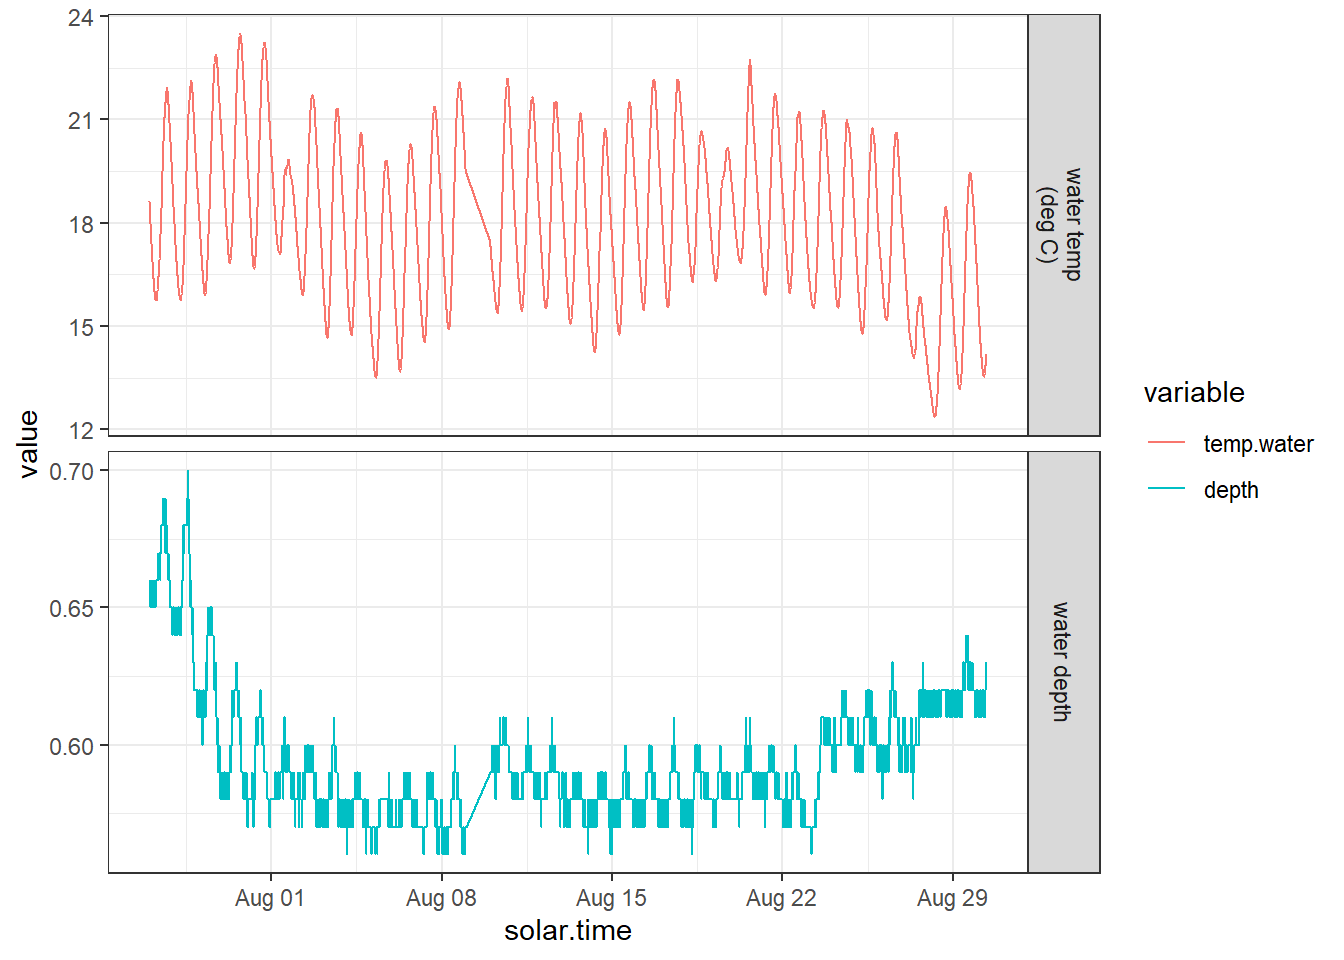 24
21
18
15
12
water temp
(deg C)
value
0.70
0.65
0.60
water depth
Aug 01
Aug 08
Aug 15
Aug 22
Aug 29
solar.time
variable
temp.water
depth